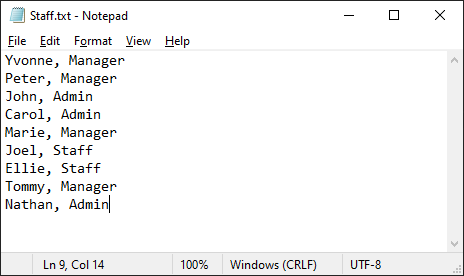 Staff.txt - Notepad
File Edit Format View Help
Yvonne, Manager
Peter, Manager
John, Admin
Carol, Admin
Marie, Manager
Joel, Staff
Ellie, Staff
Tommy, Manager
Nathan, Admin
Ln 9, Col 14 100% Windows (CRLF) UTF-8